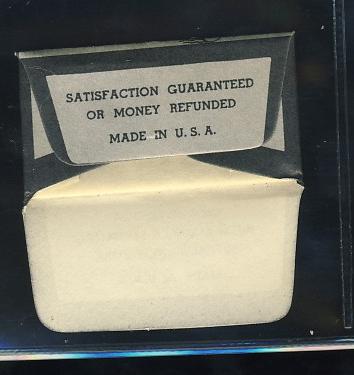 SATISFACTION GUARANTEED
OR MONEY REFUNDED
MADE IN U.S.A.